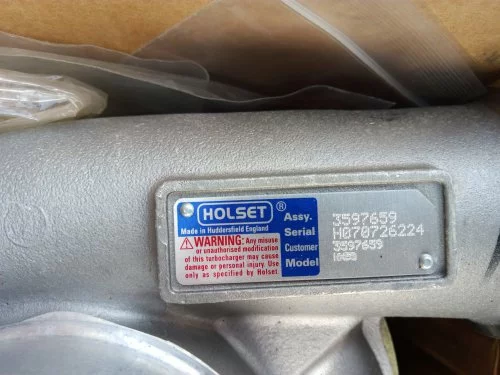 HOLSET®
Made in Huddersfield England
WARNING: Any misuse
or unauthorised modification
of this turbocharger may cause
damage or personal injury. Use
only as specified by Holset.
Assy. 3597659
Serial H070726224
Customer 3597659
Model